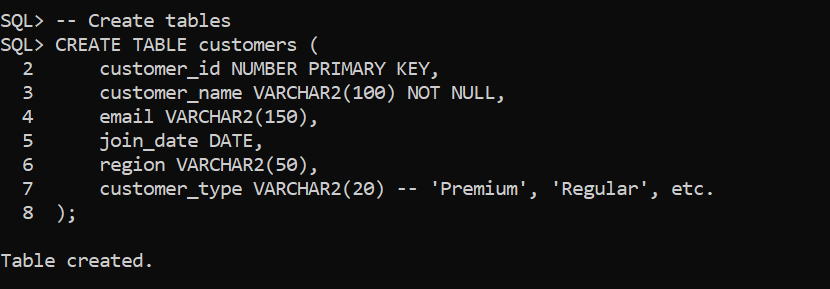 SQL> -- Create tables
SQL> CREATE TABLE customers (
  2      customer_id NUMBER PRIMARY KEY,
  3      customer_name VARCHAR2(100) NOT NULL,
  4      email VARCHAR2(150),
  5      join_date DATE,
  6      region VARCHAR2(50),
  7      customer_type VARCHAR2(20) -- 'Premium', 'Regular', etc.
  8  );
Table created.